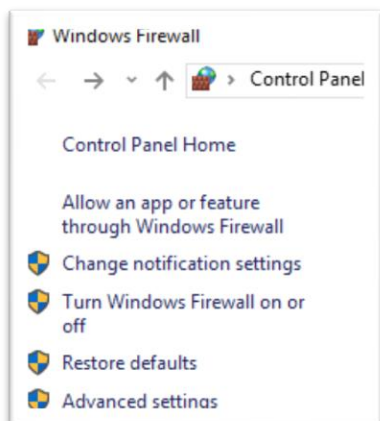 Windows Firewall
Control Panel
Control Panel Home
Allow an app or feature
through Windows Firewall
Change notification settings
Turn Windows Firewall on or
off
Restore defaults
Advanced settings